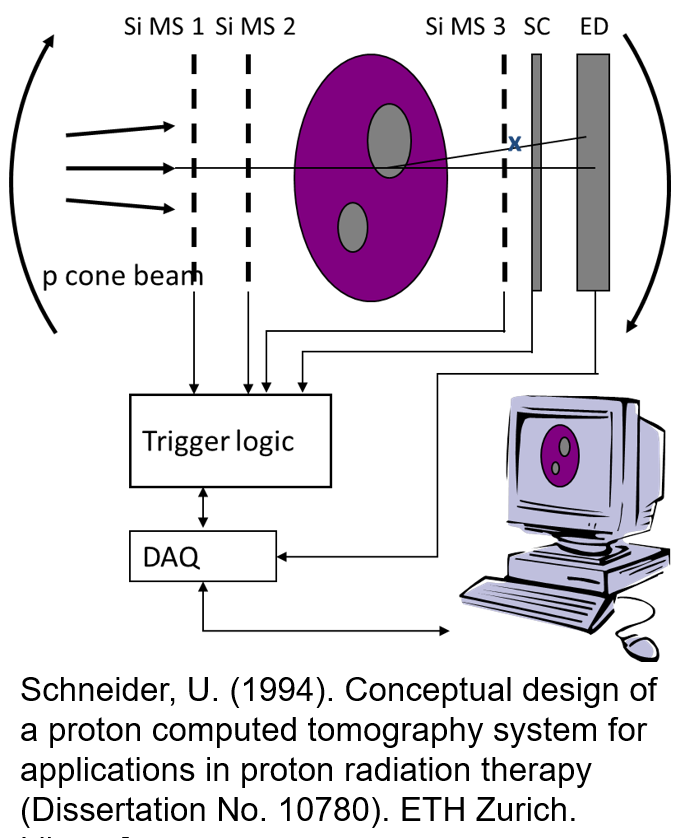 Si MS 1 Si MS 2 Si MS 3 SC ED
x
p cone beam
Trigger logic
DAQ
Schneider, U. (1994). Conceptual design of
a proton computed tomography system for
applications in proton radiation therapy
(Dissertation No. 10780). ETH Zurich.